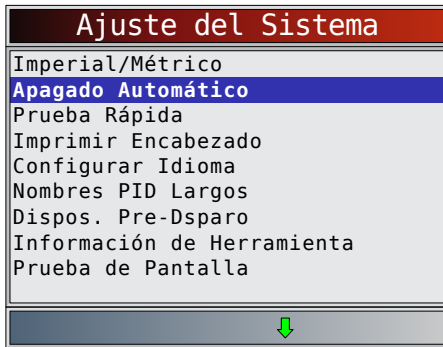 Ajuste del Sistema
Imperial/Métrico
Apagado Automático
Prueba Rápida
Imprimir Encabezado
Configurar Idioma
Nombres PID Largos
Dispos. Pre-Dsparo
Información de Herramienta
Prueba de Pantalla